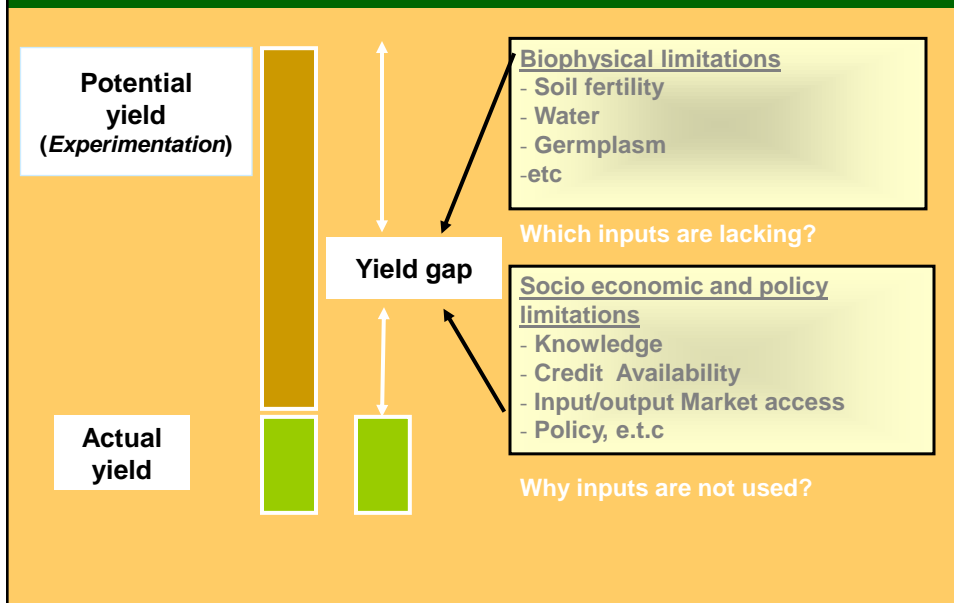 Potential
yield
(Experimentation)
Biophysical limitations
- Soil fertility
- Water
- Germplasm
-etc
Which inputs are lacking?
Yield gap
Socio economic and policy
limitations
- Knowledge
- Credit Availability
- Input/output Market access
- Policy, e.t.c
Actual
yield
Why inputs are not used?